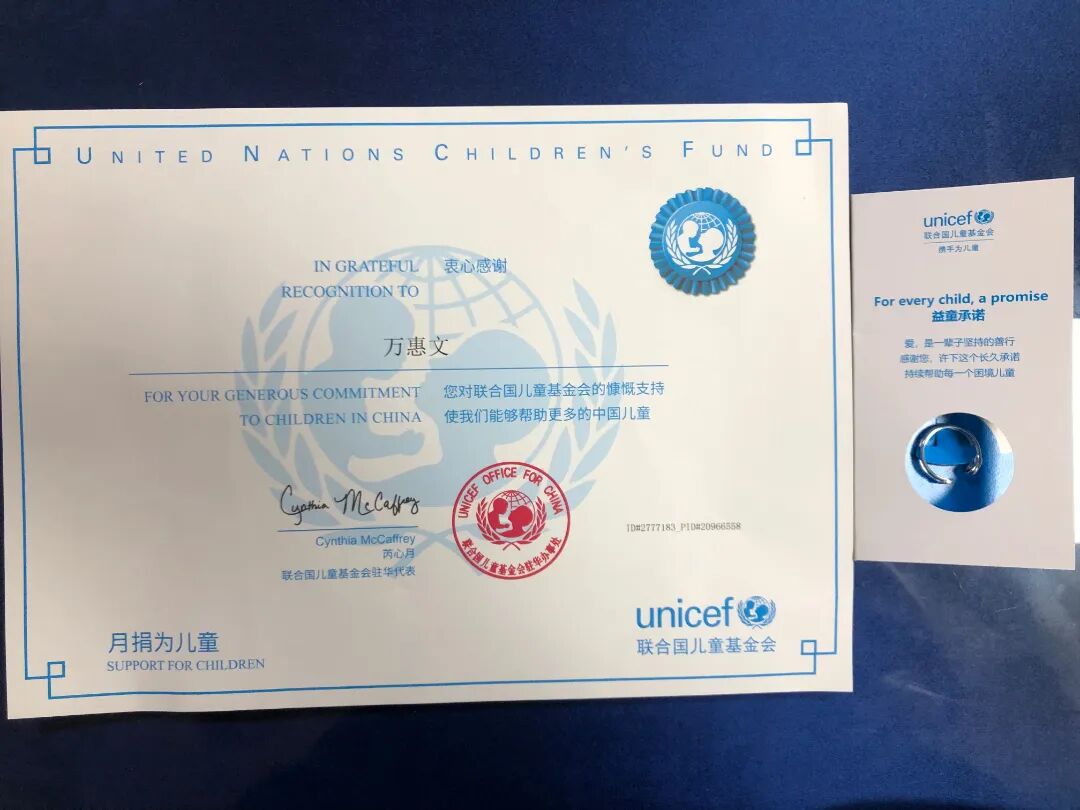 UNITED NATIONS CHILDREN'S FUND
IN GRATEFUL 衷心感谢
RECOGNITION TO
万惠文
FOR YOUR GENEROUS COMMITMENT 您对联合国儿童基金会的慷慨支持
TO CHILDREN IN CHINA 使我们能够帮助更多的中国儿童
Cynthia McCaffrey
UNICEF OFFICE FOR CHINA
联合国儿童基金会驻华办事处
ID#2777183_PID#20966558
Cynthia McCaffrey
芮心月
联合国儿童基金会驻华代表
月捐为儿童
SUPPORT FOR CHILDREN
unicef
联合国儿童基金会
unicef
联合国儿童基金会
携手为儿童
For every child, a promise
益童承诺
爱，是一辈子坚持的善行
感谢您，许下这个长久承诺
持续帮助每一个困境儿童